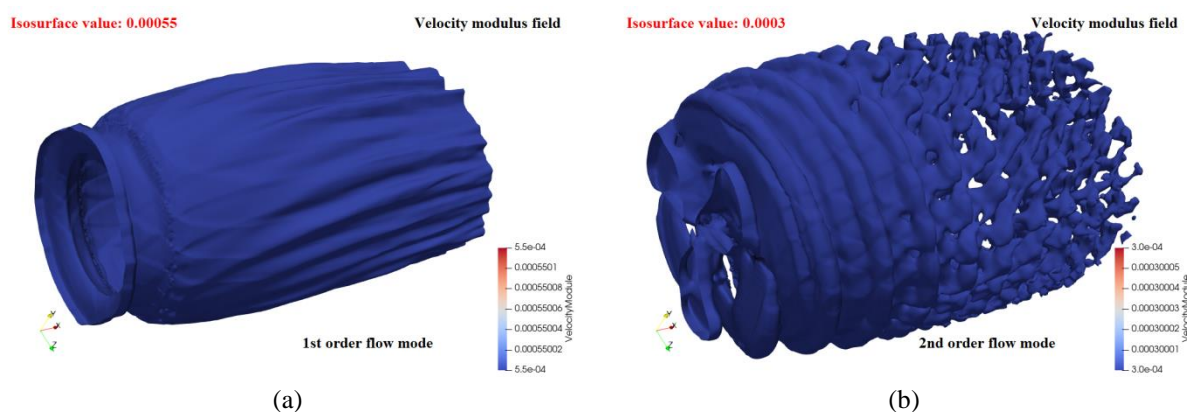 Isosurface value: 0.00055
Velocity modulus field
5.5e-04
0.0005501
0.00055008
0.00055006
0.00055004
0.00055002
5.5e-04
VelocityModule
Y
X
Z
1st order flow mode
(a)
Isosurface value: 0.0003
Velocity modulus field
3.0e-04
0.00030005
0.00030003
0.00030002
0.00030001
3.0e-04
VelocityModule
Y
X
Z
2nd order flow mode
(b)